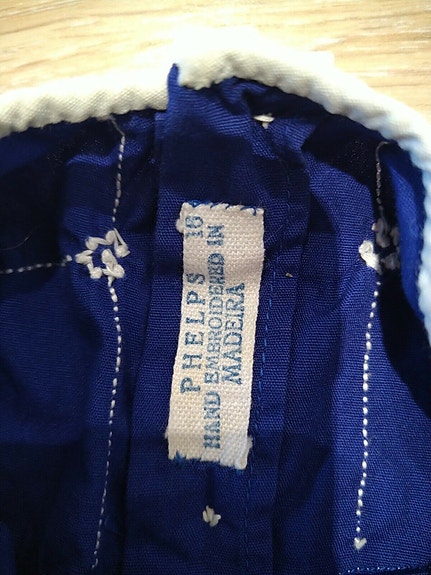 PHELPS 16
HAND EMBROIDERED IN
MADEIRA